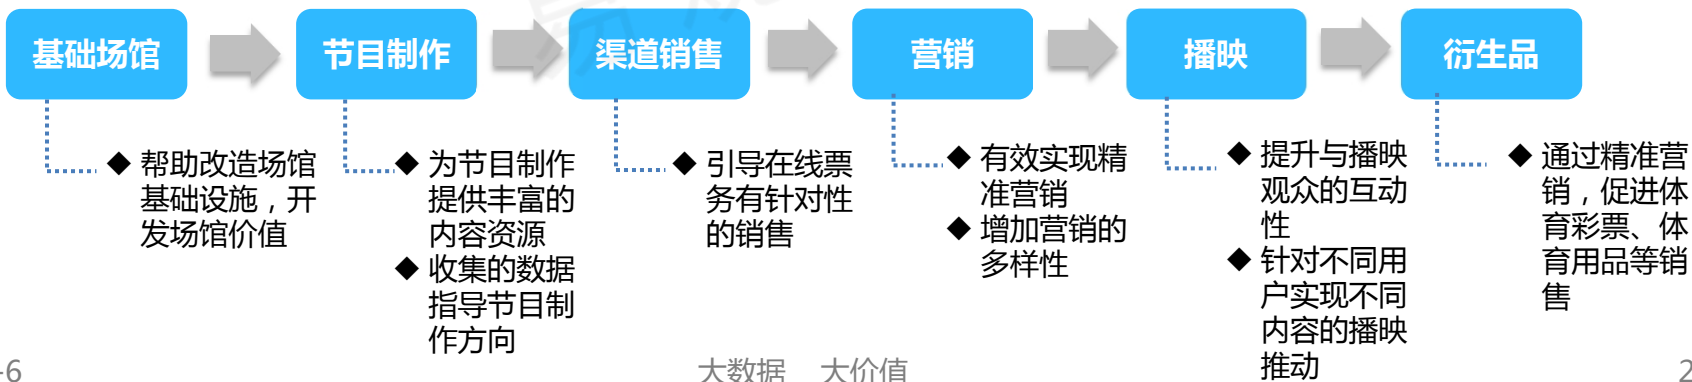 基础场馆
节目制作
渠道销售
营销
播映
衍生品
◆ 帮助改造场馆
基础设施，开
发场馆价值
◆ 为节目制作
提供丰富的
内容资源
◆ 收集的数据
指导节目制
作方向
◆ 引导在线票
务有针对性
的销售
◆ 有效实现精
准营销
◆ 增加营销的
多样性
◆ 提升与播映
观众的互动
性
◆ 针对不同用
户实现不同
内容的播映
推动
◆ 通过精准营
销，促进体
育彩票、体
育用品等销
售
-6
大数据 大价值
2